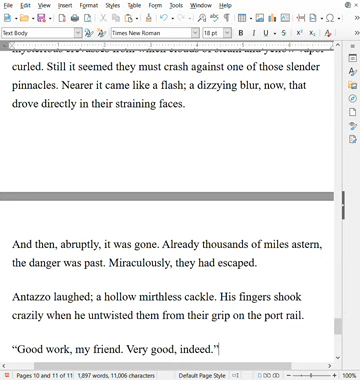 File Edit View Insert Format Styles Table Form Tools Window Help
Text Body Times New Roman 18 pt
curled. Still it seemed they must crash against one of those slender
pinnacles. Nearer it came like a flash; a dizzying blur, now, that
drove directly in their straining faces.
And then, abruptly, it was gone. Already thousands of miles astern,
the danger was past. Miraculously, they had escaped.
Antazzo laughed; a hollow mirthless cackle. His fingers shook
crazily when he untwisted them from their grip on the port rail.
“Good work, my friend. Very good, indeed.”
Pages 10 and 11 of 11 1,897 words, 11,006 characters Default Page Style 100%